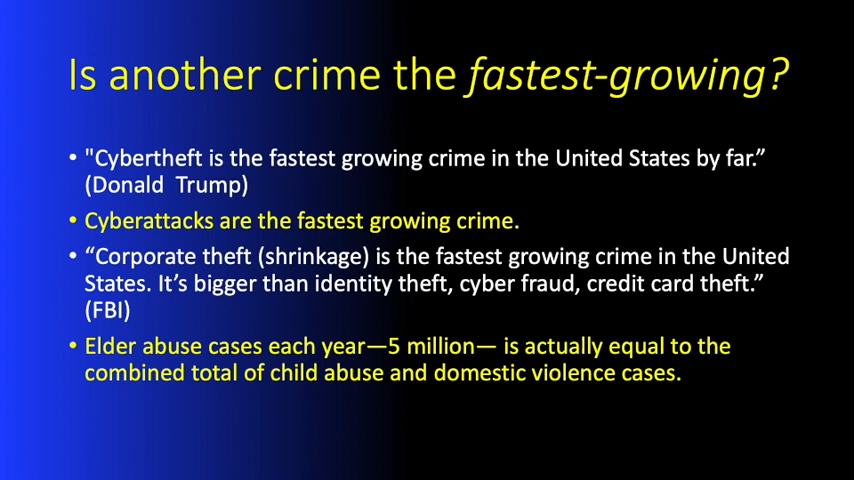 Is another crime the fastest-growing?
• "Cybertheft is the fastest growing crime in the United States by far.”
(Donald Trump)
• Cyberattacks are the fastest growing crime.
• “Corporate theft (shrinkage) is the fastest growing crime in the United
States. It’s bigger than identity theft, cyber fraud, credit card theft.”
(FBI)
• Elder abuse cases each year—5 million— is actually equal to the
combined total of child abuse and domestic violence cases.